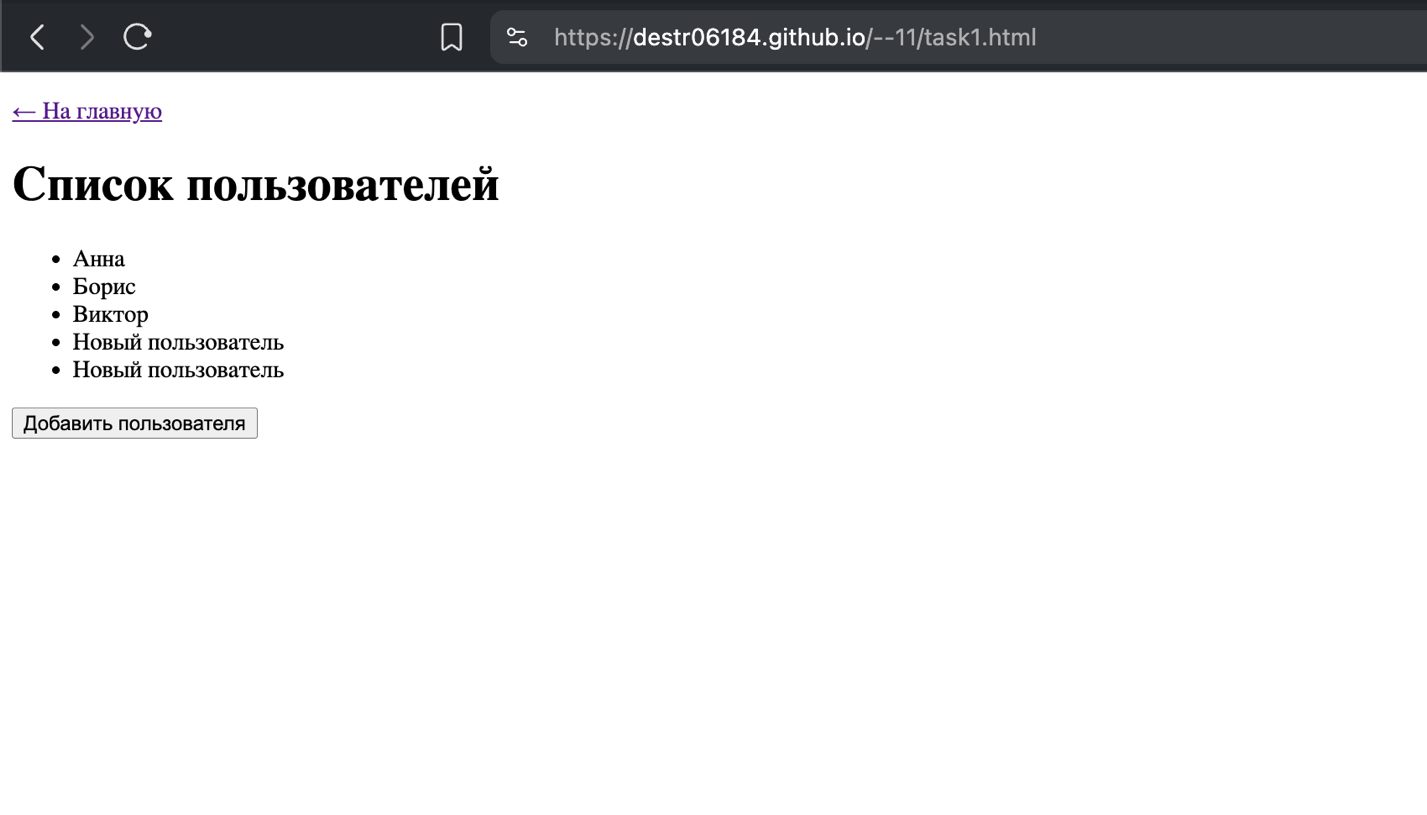 https://destr06184.github.io/--11/task1.html
← На главную
Список пользователей
• Анна
• Борис
• Виктор
• Новый пользователь
• Новый пользователь
Добавить пользователя